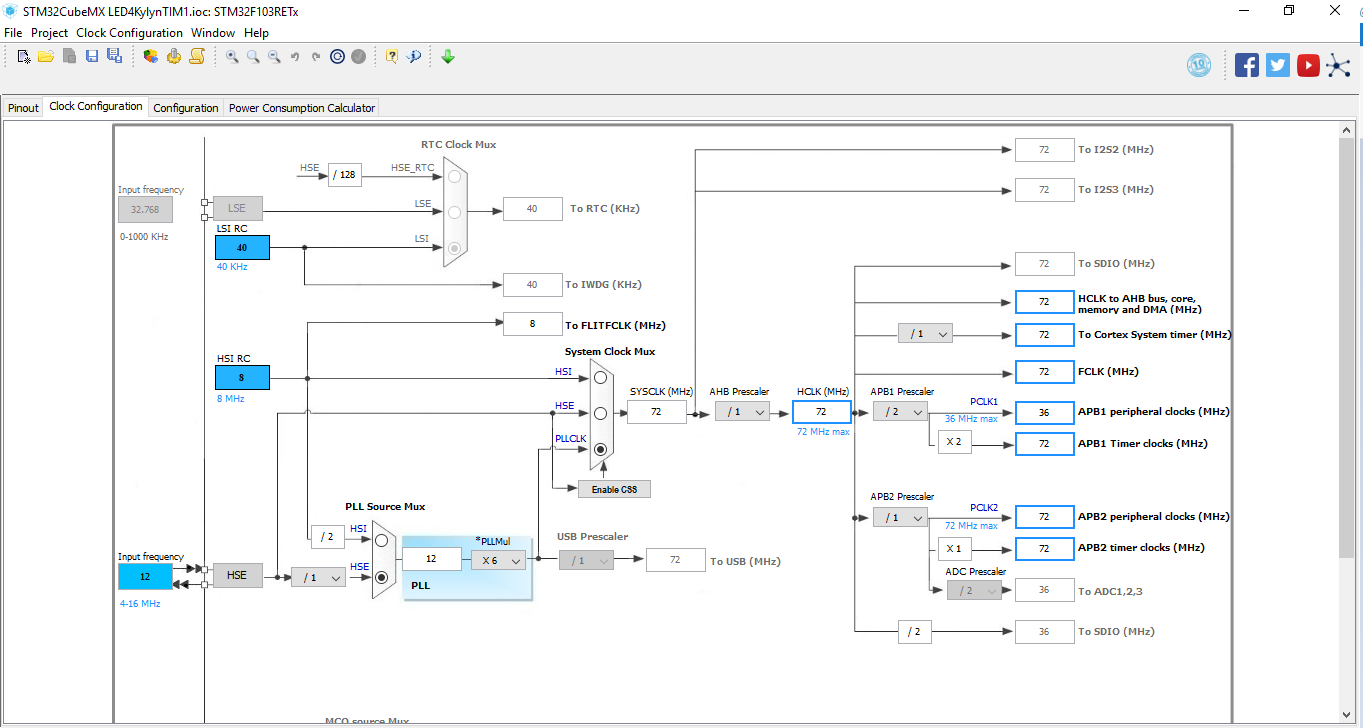 STM32CubeMX LED4KylynTIM1.ioc: STM32F103RETx
File Project Clock Configuration Window Help
19
Pinout Clock Configuration Configuration Power Consumption Calculator
RTC Clock Mux
HSE
/ 128
HSE_RTC
72
To I2S2 (MHz)
Input frequency
32.768
0-1000 KHz
LSE
LSE
40
To RTC (KHz)
72
To I2S3 (MHz)
LSI RC
40
40 KHz
LSI
40
To IWDG (KHz)
72
To SDIO (MHz)
8
To FLITFCLK (MHz)
72
HCLK to AHB bus, core,
memory and DMA (MHz)
/ 1
72
To Cortex System timer (MHz)
System Clock Mux
HSI RC
8
8 MHz
HSI
HSE
PLLCLK
Enable CSS
SYSCLK (MHz)
72
AHB Prescaler
/ 1
HCLK (MHz)
72
72 MHz max
72
FCLK (MHz)
APB1 Prescaler
/ 2
PCLK1
36 MHz max
36
APB1 peripheral clocks (MHz)
X 2
72
APB1 Timer clocks (MHz)
APB2 Prescaler
/ 1
PCLK2
72 MHz max
72
APB2 peripheral clocks (MHz)
X 1
72
APB2 timer clocks (MHz)
ADC Prescaler
/ 2
36
To ADC1,2,3
/ 2
36
To SDIO (MHz)
PLL Source Mux
/ 2
HSI
Input frequency
12
4-16 MHz
HSE
/ 1
HSE
12
*PLLMul
X 6
PLL
USB Prescaler
/ 1
72
To USB (MHz)
MCO source Mux